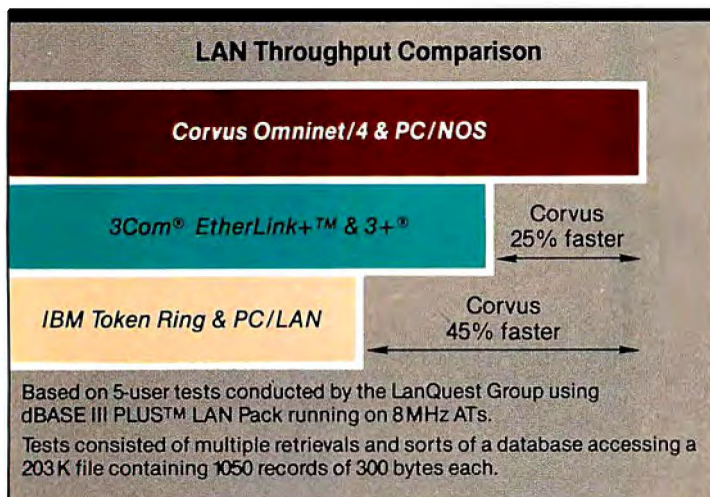 LAN Throughput Comparison
Corvus Omninet/4 & PC/NOS
3Com® EtherLink+™ & 3+®
Corvus
25% faster
IBM Token Ring & PC/LAN
Corvus
45% faster
Based on 5-user tests conducted by the LanQuest Group using
dBASE III PLUS™ LAN Pack running on 8MHz ATs.
Tests consisted of multiple retrievals and sorts of a database accessing a
203K file containing 1050 records of 300 bytes each.